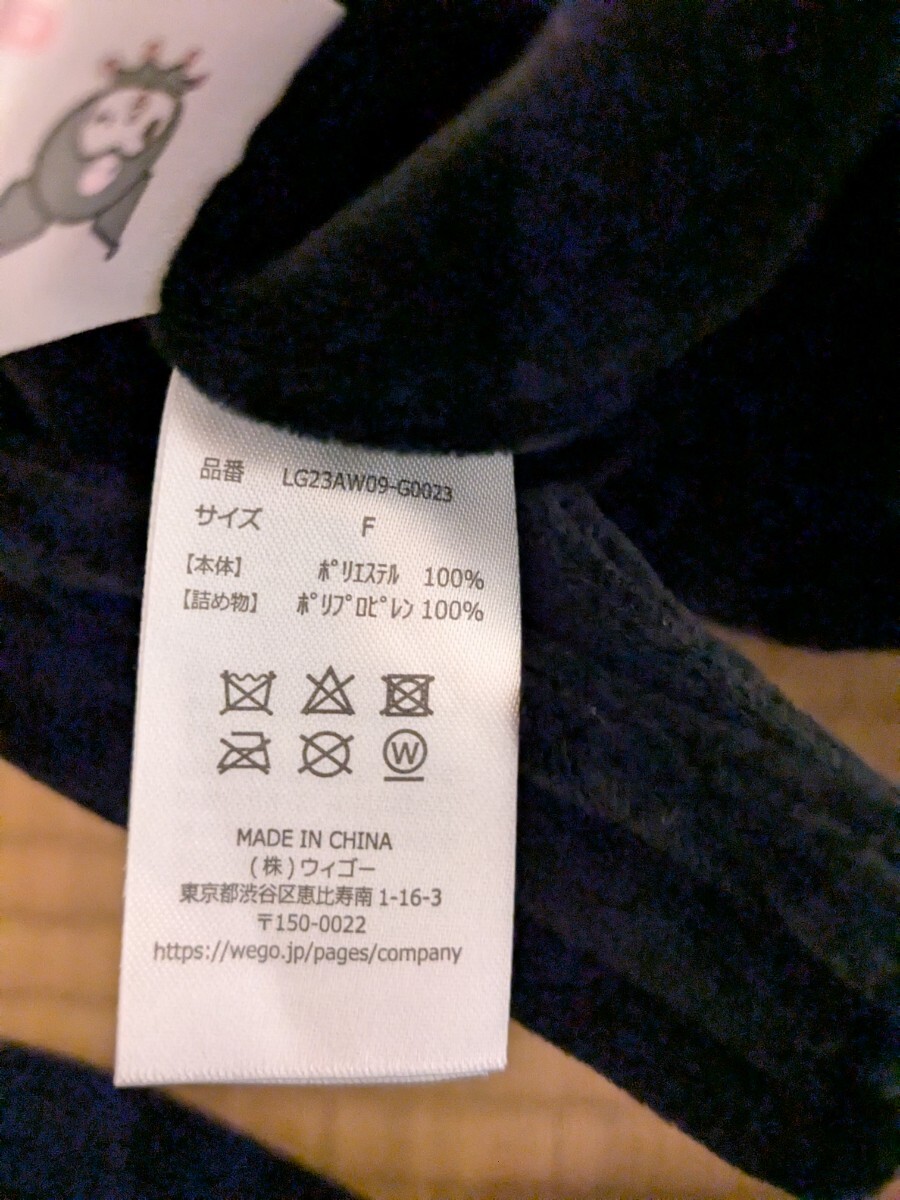 品番 LG23AW09-G0023
サイズ F
【本体】 ﾎﾟﾘｴｽﾃﾙ 100%
【詰め物】 ﾎﾟﾘﾌﾟﾛﾋﾟﾚﾝ 100%
W
MADE IN CHINA
(株)ウィゴー
東京都渋谷区恵比寿南1-16-3
〒150-0022
https://wego.jp/pages/company